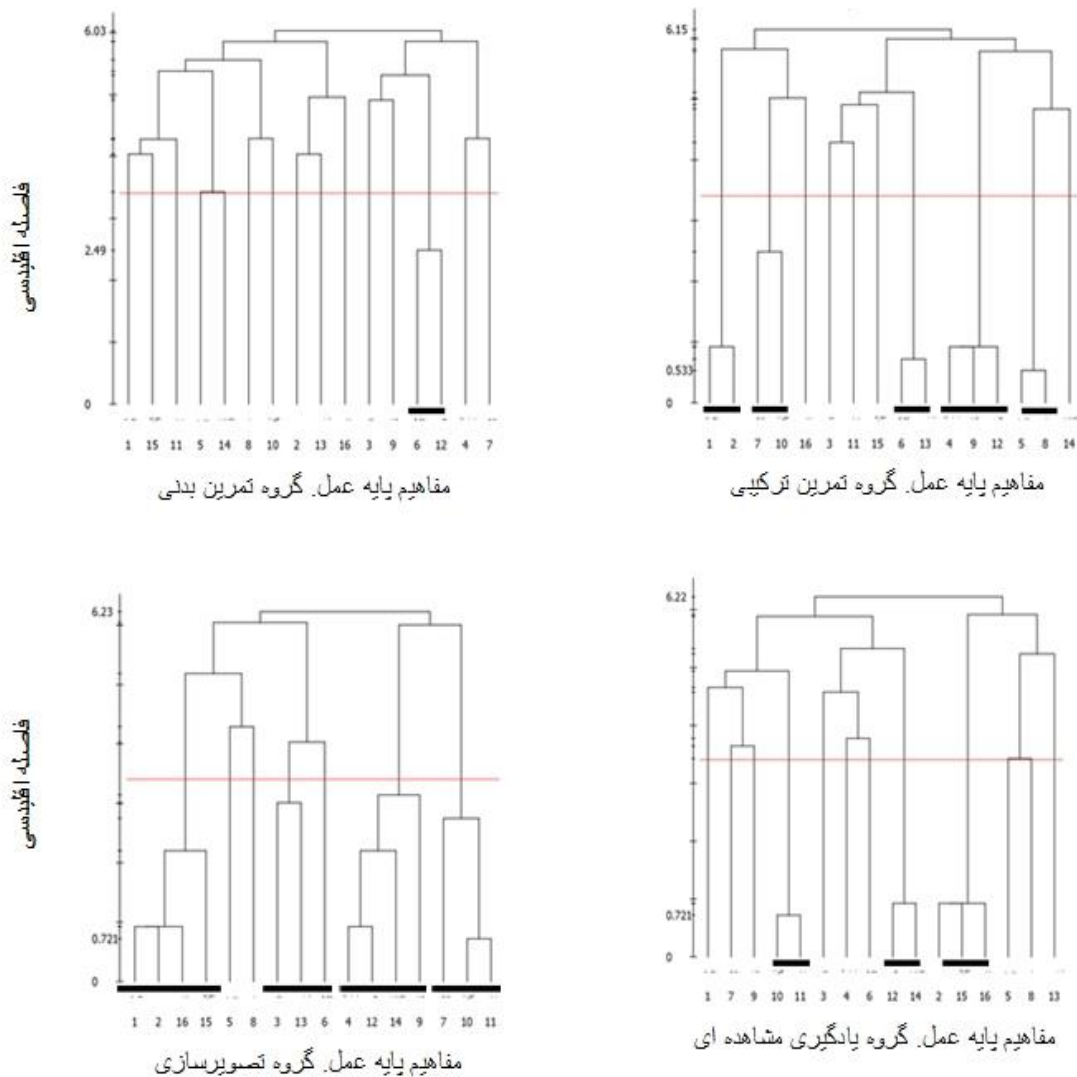 6.03
2.49
0
فاصله اقلیدسی
1 15 11 5 14 8 10 2 13 16 3 9 6 12 4 7
مفاهیم پایه عمل. گروه تمرین بدنی
6.15
0.533
0
1 2 7 10 16 3 11 15 6 13 4 9 12 5 8 14
مفاهیم پایه عمل. گروه تمرین ترکیبی
6.23
0.721
0
فاصله اقلیدسی
1 2 16 15 5 8 3 13 6 4 12 14 9 7 10 11
مفاهیم پایه عمل. گروه تصویرسازی
6.22
0.721
0
1 7 9 10 11 3 4 6 12 14 2 15 16 5 8 13
مفاهیم پایه عمل. گروه یادگیری مشاهده ای